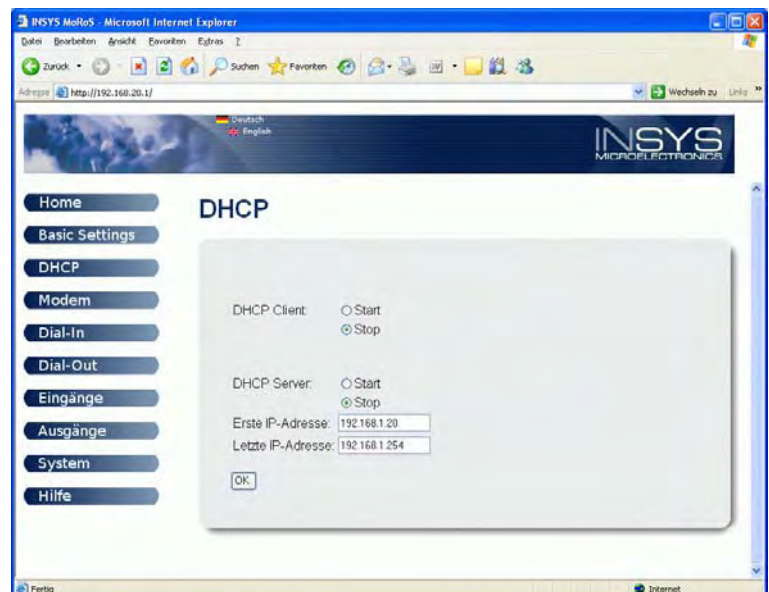 INSYS MoRoS - Microsoft Internet Explorer
Datei Bearbeiten Ansicht Favoriten Extras ?
Zurück Suchen Favoriten
Adresse http://192.168.20.1/ Wechseln zu Links »
Deutsch
English
INSYS
MICROELECTRONICS
Home
Basic Settings
DHCP
Modem
Dial-In
Dial-Out
Eingänge
Ausgänge
System
Hilfe
DHCP
DHCP Client: Start
Stop
DHCP Server: Start
Stop
Erste IP-Adresse: 192.168.1.20
Letzte IP-Adresse: 192.168.1.254
OK
Fertig Internet